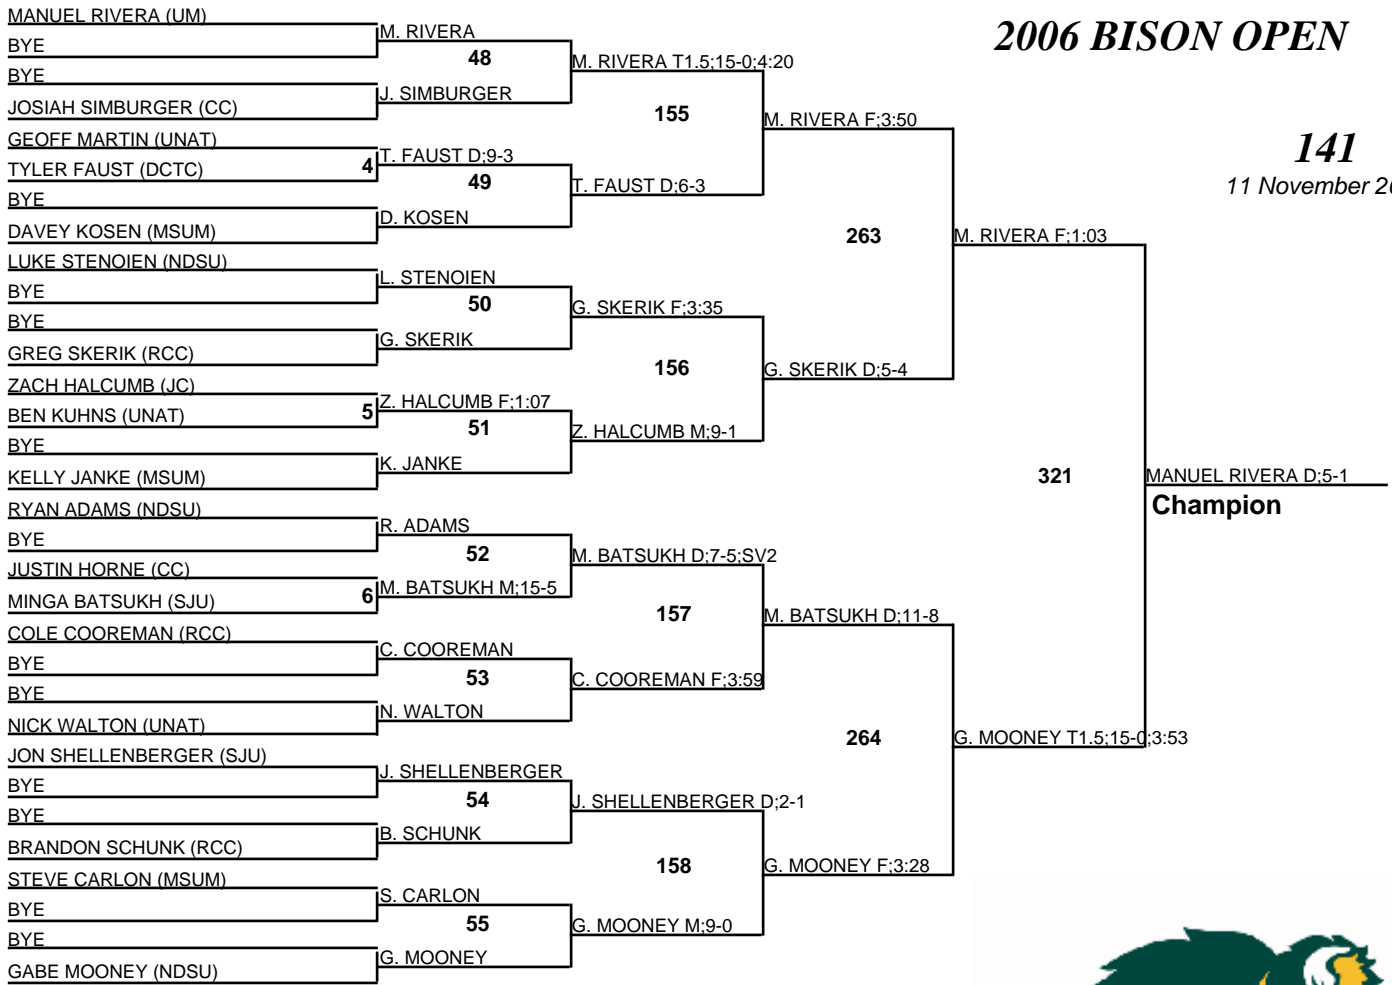 2006 BISON OPEN
141
11 November
MANUEL RIVERA (UM)
BYE
BYE
JOSIAH SIMBURGER (CC)
GEOFF MARTIN (UNAT)
TYLER FAUST (DCTC)
BYE
DAVEY KOSEN (MSUM)
LUKE STENOIEN (NDSU)
BYE
BYE
GREG SKERIK (RCC)
ZACH HALCUMB (JC)
BEN KUHNS (UNAT)
BYE
KELLY JANKE (MSUM)
RYAN ADAMS (NDSU)
BYE
JUSTIN HORNE (CC)
MINGA BATSUKH (SJU)
COLE COOREMAN (RCC)
BYE
BYE
NICK WALTON (UNAT)
JON SHELLENBERGER (SJU)
BYE
BYE
BRANDON SCHUNK (RCC)
STEVE CARLON (MSUM)
BYE
BYE
GABE MOONEY (NDSU)
4
5
6
M. RIVERA
48
J. SIMBURGER
T. FAUST D;9-3
49
D. KOSEN
L. STENOIEN
50
G. SKERIK
Z. HALCUMB F;1:07
51
K. JANKE
R. ADAMS
52
M. BATSUKH M;15-5
C. COOREMAN
53
N. WALTON
J. SHELLENBERGER
54
B. SCHUNK
S. CARLON
55
G. MOONEY
M. RIVERA T1.5;15-0;4:20
155
T. FAUST D;6-3
G. SKERIK F;3:35
156
Z. HALCUMB M;9-1
M. BATSUKH D;7-5;SV2
157
C. COOREMAN F;3:59
J. SHELLENBERGER D;2-1
158
G. MOONEY M;9-0
M. RIVERA F;3:50
263
G. SKERIK D;5-4
M. BATSUKH D;11-8
264
G. MOONEY F;3:28
M. RIVERA F;1:03
321
G. MOONEY T1.5;15-0;3:53
MANUEL RIVERA D;5-1
Champion